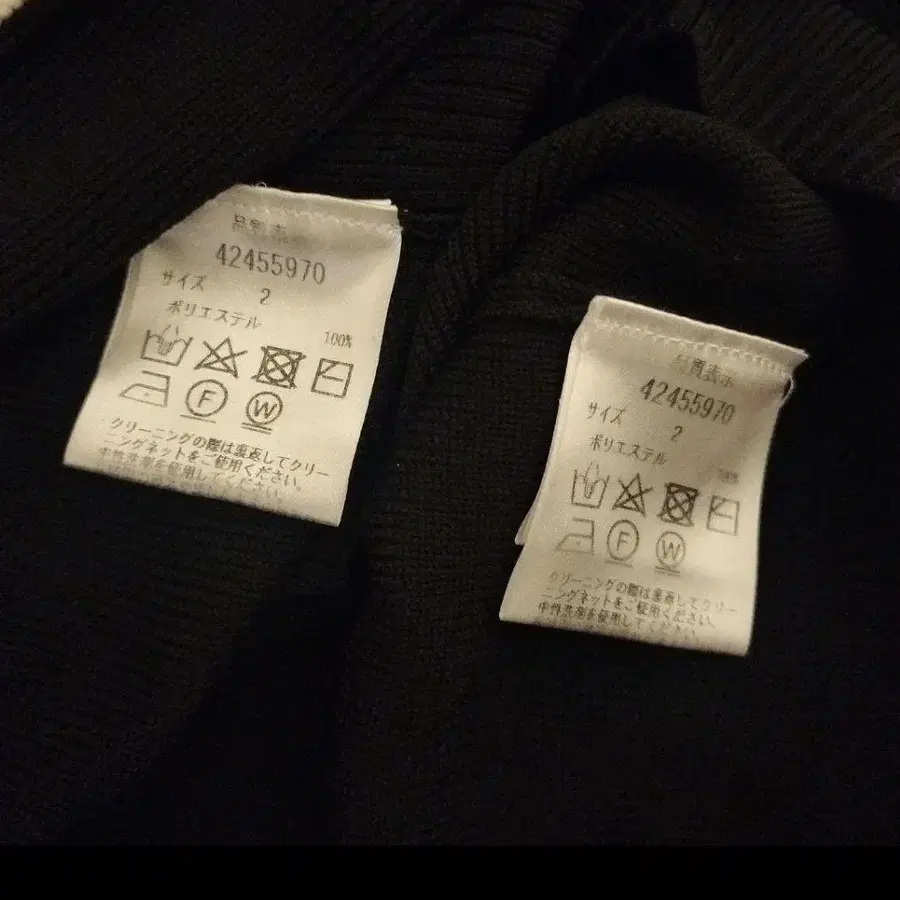 品質表示
42455970
サイズ
2
ポリエステル
100%
F
W
クリーニングの際は裏返してクリー
ニングネットをご使用ください。
中性洗剤を使用してください。
品質表示
42455970
サイズ
2
ポリエステル
100%
F
W
クリーニングの際は裏返してクリー
ニングネットをご使用ください。
中性洗剤を使用してください。